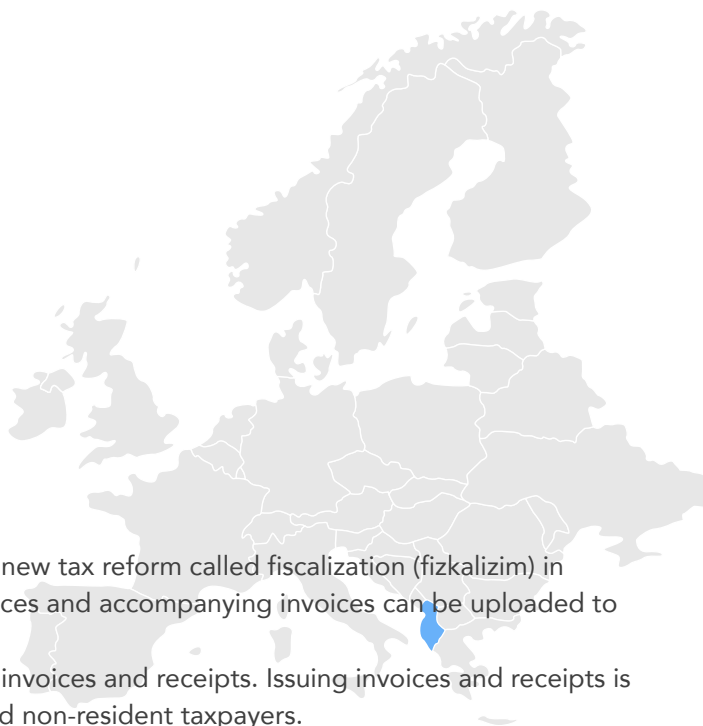 new tax reform called fiscalization (fizkalizim) in
ces and accompanying invoices can be uploaded to
invoices and receipts. Issuing invoices and receipts is
d non-resident taxpayers.